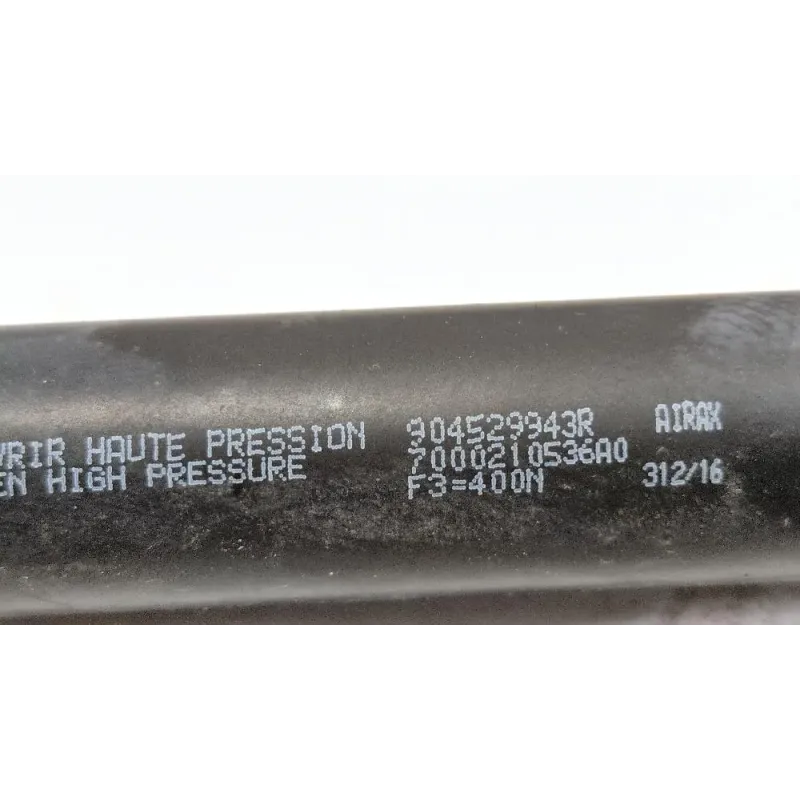 VRIR HAUTE PRESSION 904529943R AIRAX
EN HIGH PRESSURE 7000210536A0 312/16
F3=400N